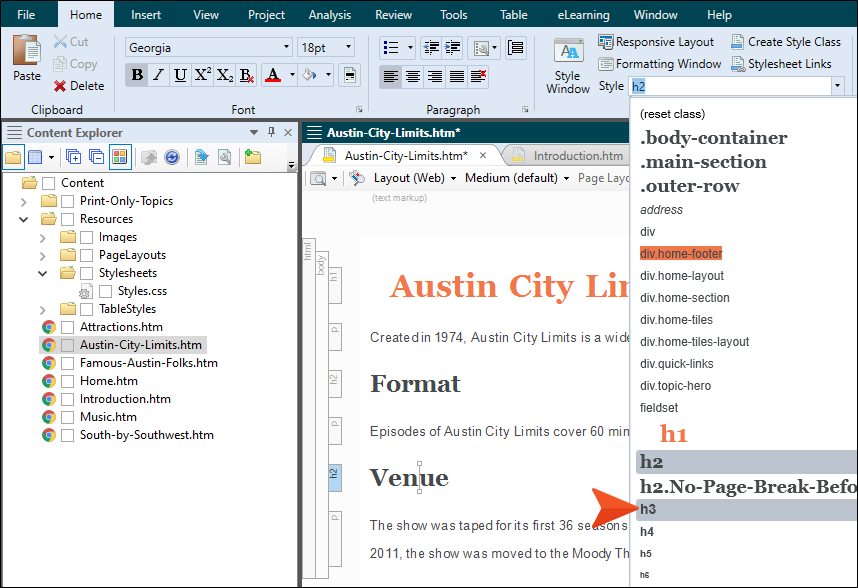 File Home Insert View Project Analysis Review Tools Table eLearning Window Help
Paste
Cut
Copy
Delete
Clipboard
Georgia 18pt
B I U X² X₂ B A
Font
Paragraph
Style
Window
Responsive Layout
Create Style Class
Formatting Window
Stylesheet Links
Style h2
Content Explorer
Content
Print-Only-Topics
Resources
Images
PageLayouts
Stylesheets
Styles.css
TableStyles
Attractions.htm
Austin-City-Limits.htm
Famous-Austin-Folks.htm
Home.htm
Introduction.htm
Music.htm
South-by-Southwest.htm
Austin-City-Limits.htm*
Austin-City-Limits.htm* Introduction.htm
Layout (Web) Medium (default) Page Layo
(text markup)
html
body
h1
p
h2
p
h2
p
Austin City Li
Created in 1974, Austin City Limits is a wide
Format
Episodes of Austin City Limits cover 60 min
Venue
The show was taped for its first 36 seasons
2011, the show was moved to the Moody Th
(reset class)
.body-container
.main-section
.outer-row
address
div
div.home-footer
div.home-layout
div.home-section
div.home-tiles
div.home-tiles-layout
div.quick-links
div.topic-hero
fieldset
h1
h2
h2.No-Page-Break-Befo
h3
h4
h5
h6